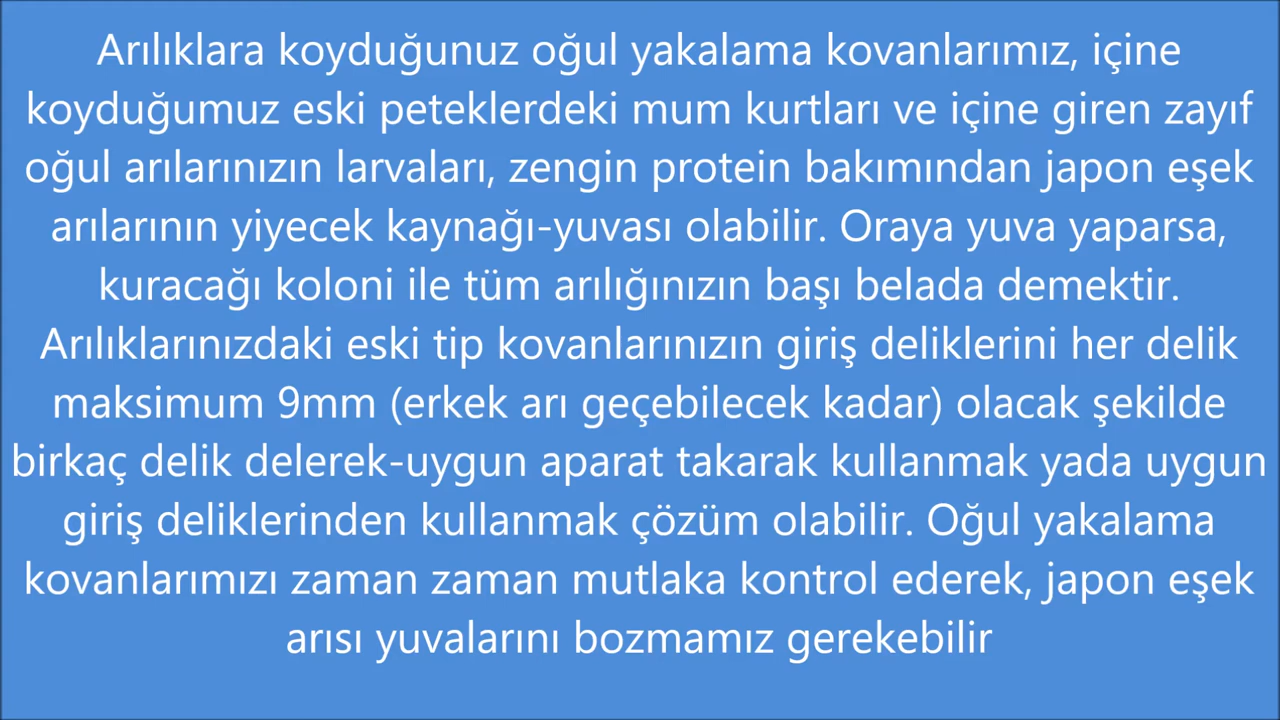 Arılıklara koyduğunuz oğul yakalama kovanlarımız, içine
koyduğumuz eski peteklerdeki mum kurtları ve içine giren zayıf
oğul arılarınızın larvaları, zengin protein bakımından japon eşek
arılarının yiyecek kaynağı-yuvası olabilir. Oraya yuva yaparsa,
kuracağı koloni ile tüm arılığınızın başı belada demektir.
Arılıklarınızdaki eski tip kovanlarınızın giriş deliklerini her delik
maksimum 9mm (erkek arı geçebilecek kadar) olacak şekilde
birkaç delik delerek-uygun aparat takarak kullanmak yada uygun
giriş deliklerinden kullanmak çözüm olabilir. Oğul yakalama
kovanlarımızı zaman zaman mutlaka kontrol ederek, japon eşek
arısı yuvalarını bozmamız gerekebilir